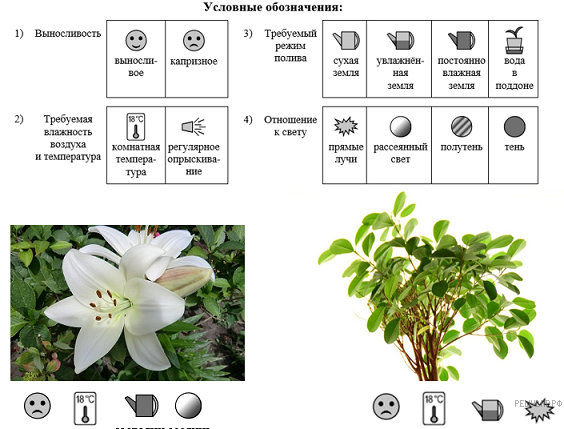 Условные обозначения:
1) Выносливость
выносли-
вое
капризное
3) Требуемый
режим
полива
сухая
земля
увлажнён-
ная
земля
постоянно
влажная
земля
вода
в
поддоне
2) Требуемая
влажность
воздуха
и температура
18°C
комнатная
темпера-
тура
регулярное
опрыскива-
ние
4) Отношение
к свету
прямые
лучи
рассеянный
свет
полутень
тень
18°C
18°C